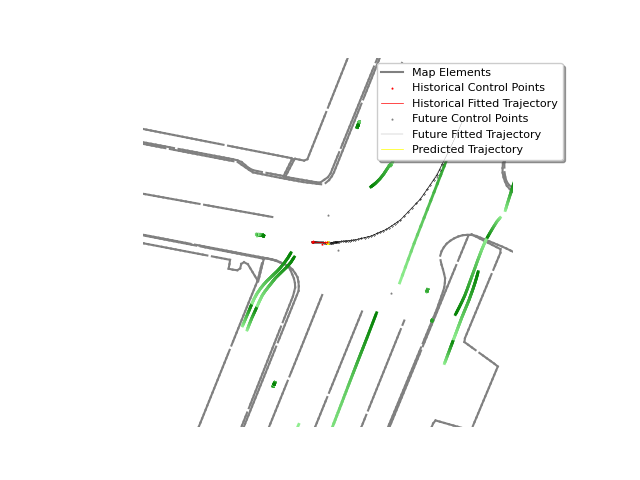 Map Elements
Historical Control Points
Historical Fitted Trajectory
Future Control Points
Future Fitted Trajectory
Predicted Trajectory